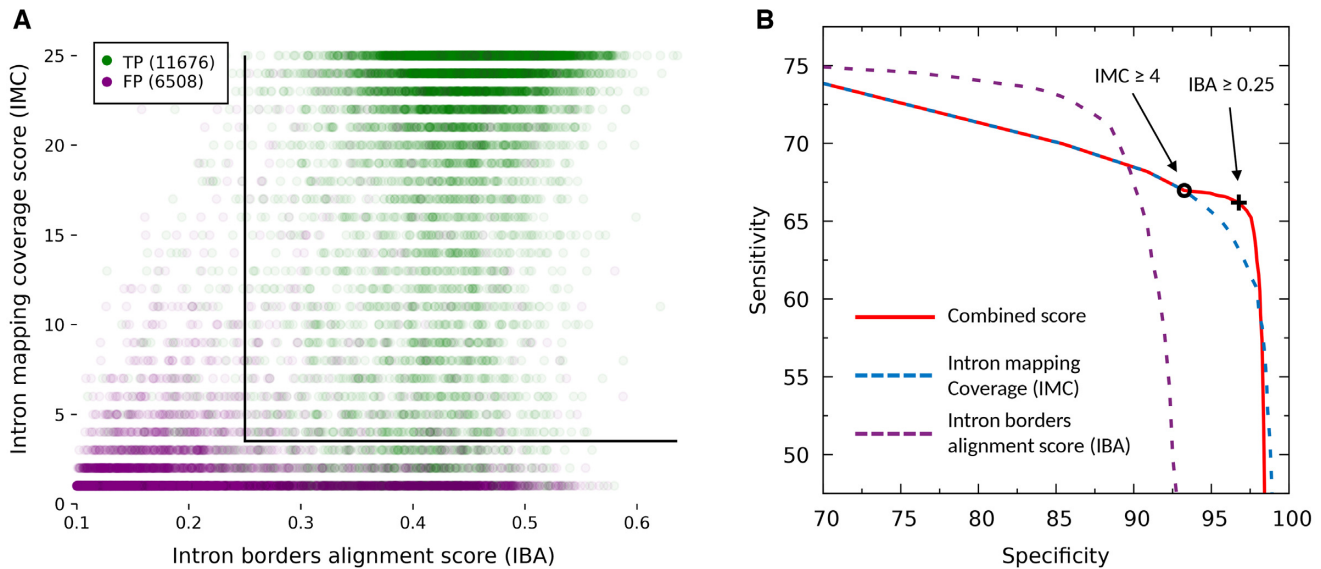 A
Intron mapping coverage score (IMC)
25
20
15
10
5
0
TP (11676)
FP (6508)
0.1
0.2
0.3
0.4
0.5
0.6
Intron borders alignment score (IBA)
B
Sensitivity
75
70
65
60
55
50
IMC ≥ 4
IBA ≥ 0.25
Combined score
Intron mapping
Coverage (IMC)
Intron borders
alignment score (IBA)
70
75
80
85
90
95
100
Specificity